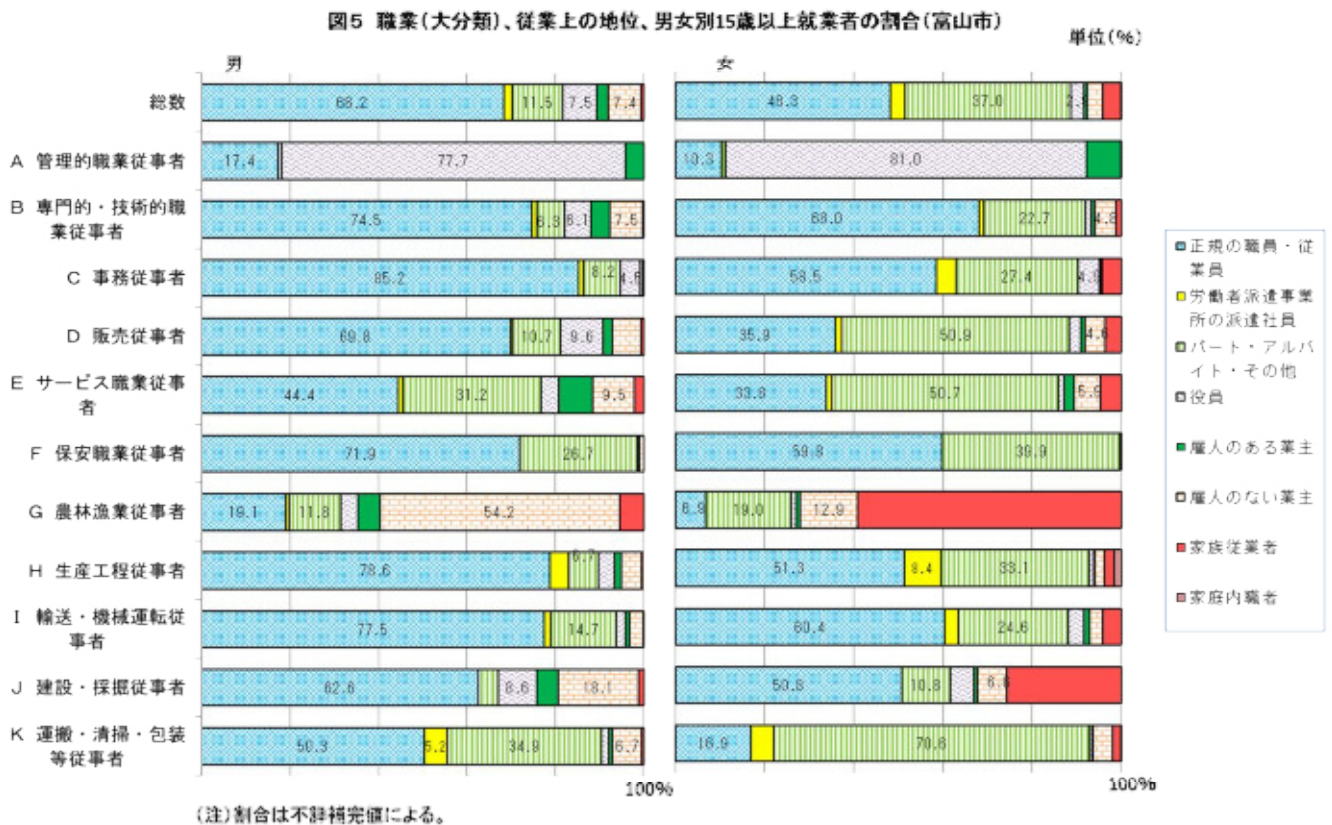 図5 職業(大分類)、従業上の地位、男女別15歳以上就業者の割合(富山市)
単位(%)
男
女
総数
68.2 11.5 7.5 7.4
48.3 37.0
A 管理的職業従事者
17.4 77.7
10.3 81.0
B 専門的・技術的職
業従事者
74.5 6.3 6.1 7.5
68.0 22.7 4.8
C 事務従事者
85.2 8.2 4.6
58.5 27.4
D 販売従事者
69.8 10.7 9.6
35.9 50.9 4.6
E サービス職業従事
者
44.4 31.2 9.5
33.8 50.7
F 保安職業従事者
71.9 26.7
59.8 39.9
G 農林漁業従事者
19.1 11.8 54.2
6.9 19.0 12.9
H 生産工程従事者
78.6 6.7
51.3 8.4 33.1
I 輸送・機械運転従
事者
77.5 14.7
60.4 24.6
J 建設・採掘従事者
62.6 8.6 18.1
50.8 10.8 6.6
K 運搬・清掃・包装
等従事者
50.3 5.2 34.9 6.7
16.9 70.6
100%
100%
正規の職員・従
業員
労働者派遣事業
所の派遣社員
パート・アルバ
イト・その他
役員
雇人のある業主
雇人のない業主
家族従業者
家庭内職者
(注)割合は不詳補完値による。